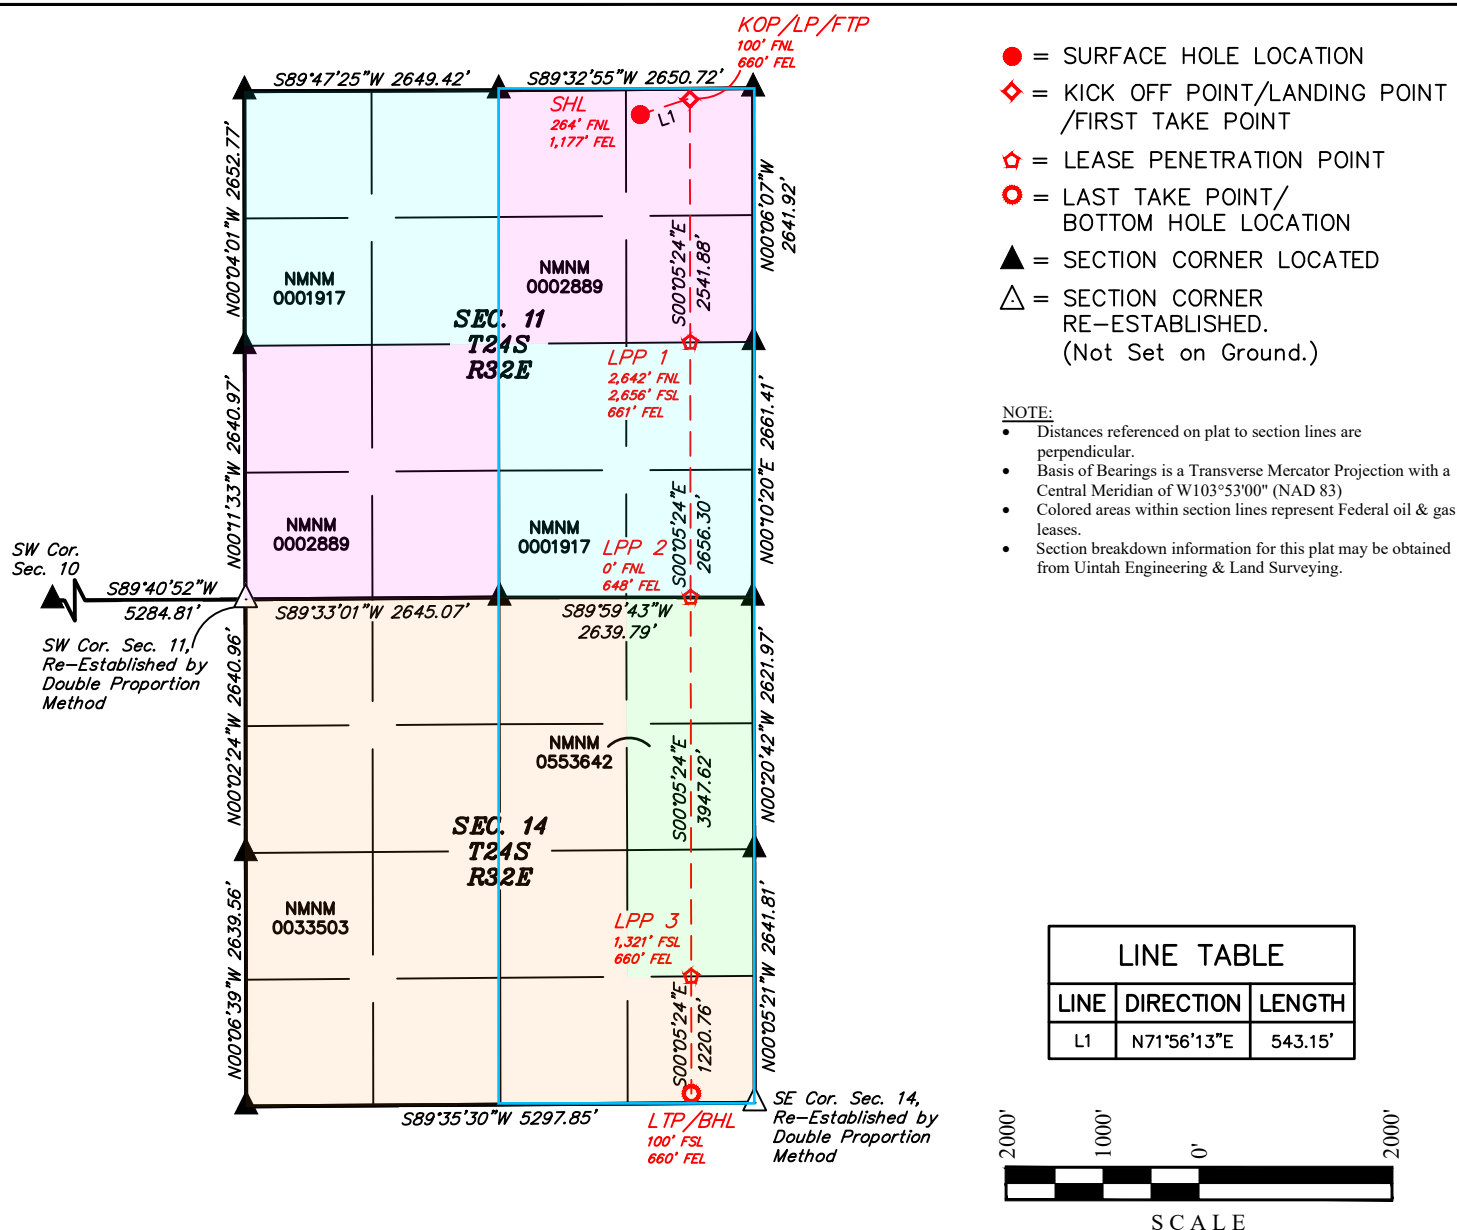 KOP/LP/FTP
100' FNL
660' FEL
S89°47'25"W 2649.42'
S89°32'55"W 2650.72'
SHL
264' FNL
1,177' FEL
L1
N00°04'01"W 2652.77'
N00°06'07"W
2641.92'
S00°05'24"E
2541.88'
NMNM
0001917
NMNM
0002889
SEC. 11
T24S
R32E
LPP 1
2,642' FNL
2,656' FSL
661' FEL
N00°11'33"W 2640.97'
N00°10'20"E 2661.41'
S00°05'24"E
2656.30'
NMNM
0002889
NMNM
0001917
LPP 2
0' FNL
648' FEL
SW Cor.
Sec. 10
S89°40'52"W
5284.81'
S89°33'01"W 2645.07'
S89°59'43"W
2639.79'
SW Cor. Sec. 11,
Re-Established by
Double Proportion
Method
N00°02'24"W 2640.96'
N00°20'42"W 2621.97'
NMNM
0553642
S00°05'24"E
3947.62'
SEC. 14
T24S
R32E
NMNM
0033503
LPP 3
1,321' FSL
660' FEL
N00°06'39"W 2639.56'
N00°05'21"W 2641.81'
S00°05'24"E
1220.76'
S89°35'30"W 5297.85'
LTP/BHL
100' FSL
660' FEL
SE Cor. Sec. 14,
Re-Established by
Double Proportion
Method
= SURFACE HOLE LOCATION
= KICK OFF POINT/LANDING POINT
/FIRST TAKE POINT
= LEASE PENETRATION POINT
= LAST TAKE POINT/
BOTTOM HOLE LOCATION
= SECTION CORNER LOCATED
= SECTION CORNER
RE-ESTABLISHED.
(Not Set on Ground.)
NOTE:
• Distances referenced on plat to section lines are
perpendicular.
• Basis of Bearings is a Transverse Mercator Projection with a
Central Meridian of W103°53'00" (NAD 83)
• Colored areas within section lines represent Federal oil & gas
leases.
• Section breakdown information for this plat may be obtained
from Uintah Engineering & Land Surveying.
LINE TABLE
LINE DIRECTION LENGTH
L1 N71°56'13"E 543.15'
2000' 1000' 0' 2000'
SCALE